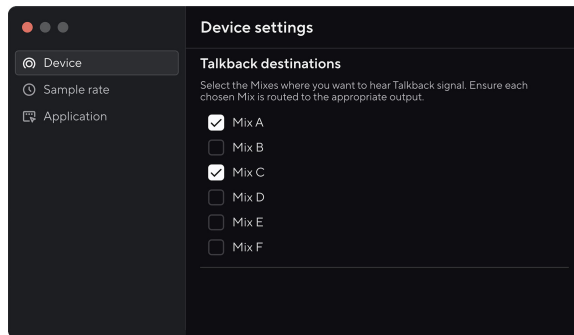 Device settings
Device
Sample rate
Application
Talkback destinations
Select the Mixes where you want to hear Talkback signal. Ensure each
chosen Mix is routed to the appropriate output.
Mix A
Mix B
Mix C
Mix D
Mix E
Mix F